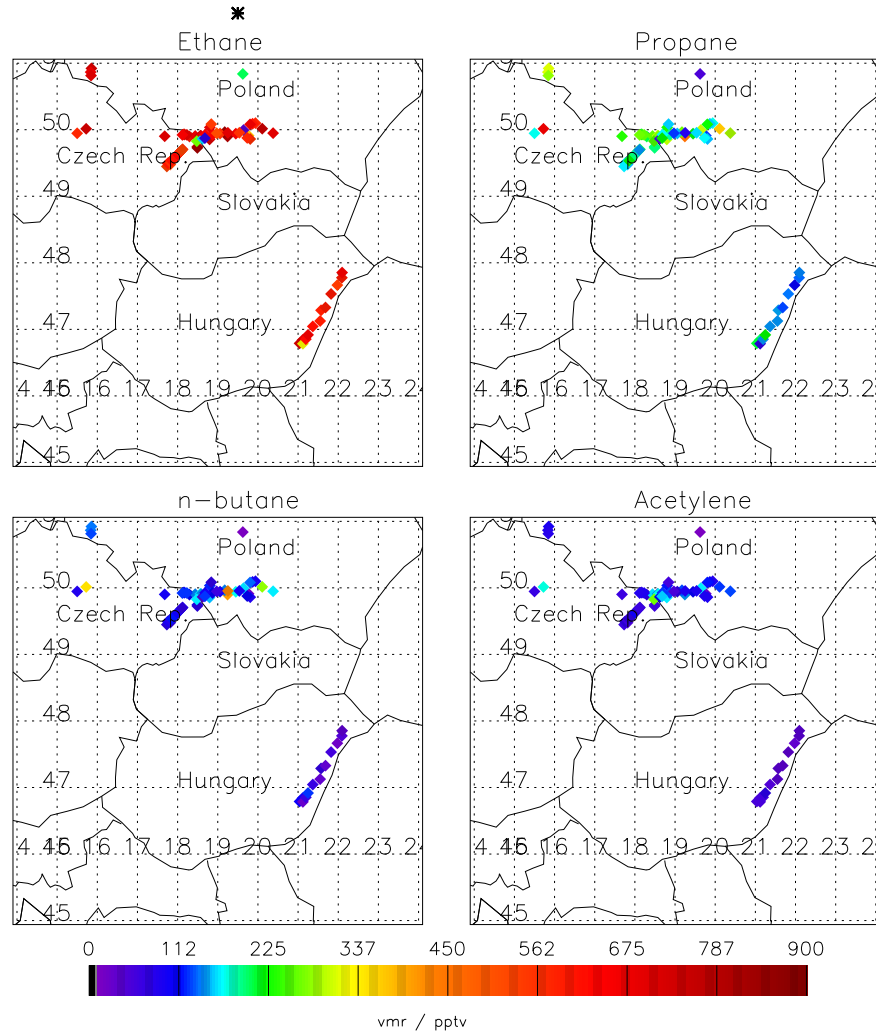 Ethane Propane
Poland Poland
50 50
Czech Rep. Czech Rep.
49 49
Slovakia Slovakia
48 48
47 47
Hungary Hungary
46 16 17 18 19 20 21 22 23 46 16 17 18 19 20 21 22 23
45 45
n-butane Acetylene
Poland Poland
50 50
Czech Rep. Czech Rep.
49 49
Slovakia Slovakia
48 48
47 47
Hungary Hungary
46 16 17 18 19 20 21 22 23 46 16 17 18 19 20 21 22 23
45 45
0 112 225 337 450 562 675 787 900
vmr / pptv